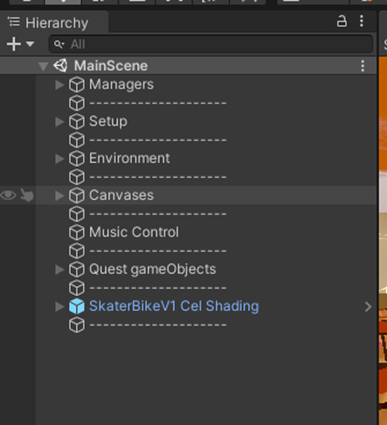 Hierarchy
All
MainScene
Managers
--------------------
Setup
--------------------
Environment
--------------------
Canvases
--------------------
Music Control
--------------------
Quest gameObjects
--------------------
SkaterBikeV1 Cel Shading
--------------------